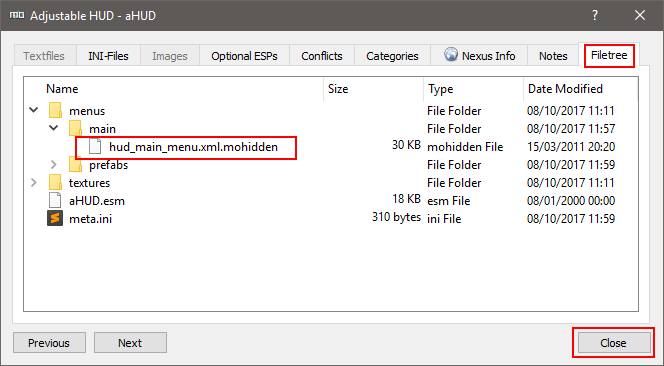 Adjustable HUD - aHUD
Textfiles INI-Files Images Optional ESPs Conflicts Categories Nexus Info Notes Filetree
Name Size Type Date Modified
menus File Folder 08/10/2017 11:11
main File Folder 08/10/2017 11:57
hud_main_menu.xml.mohidden 30 KB mohidden File 15/03/2011 20:20
prefabs File Folder 08/10/2017 11:11
textures File Folder 08/10/2017 11:11
aHUD.esm 18 KB esm File 08/01/2000 00:00
meta.ini 310 bytes ini File 08/10/2017 11:59
Previous Next Close